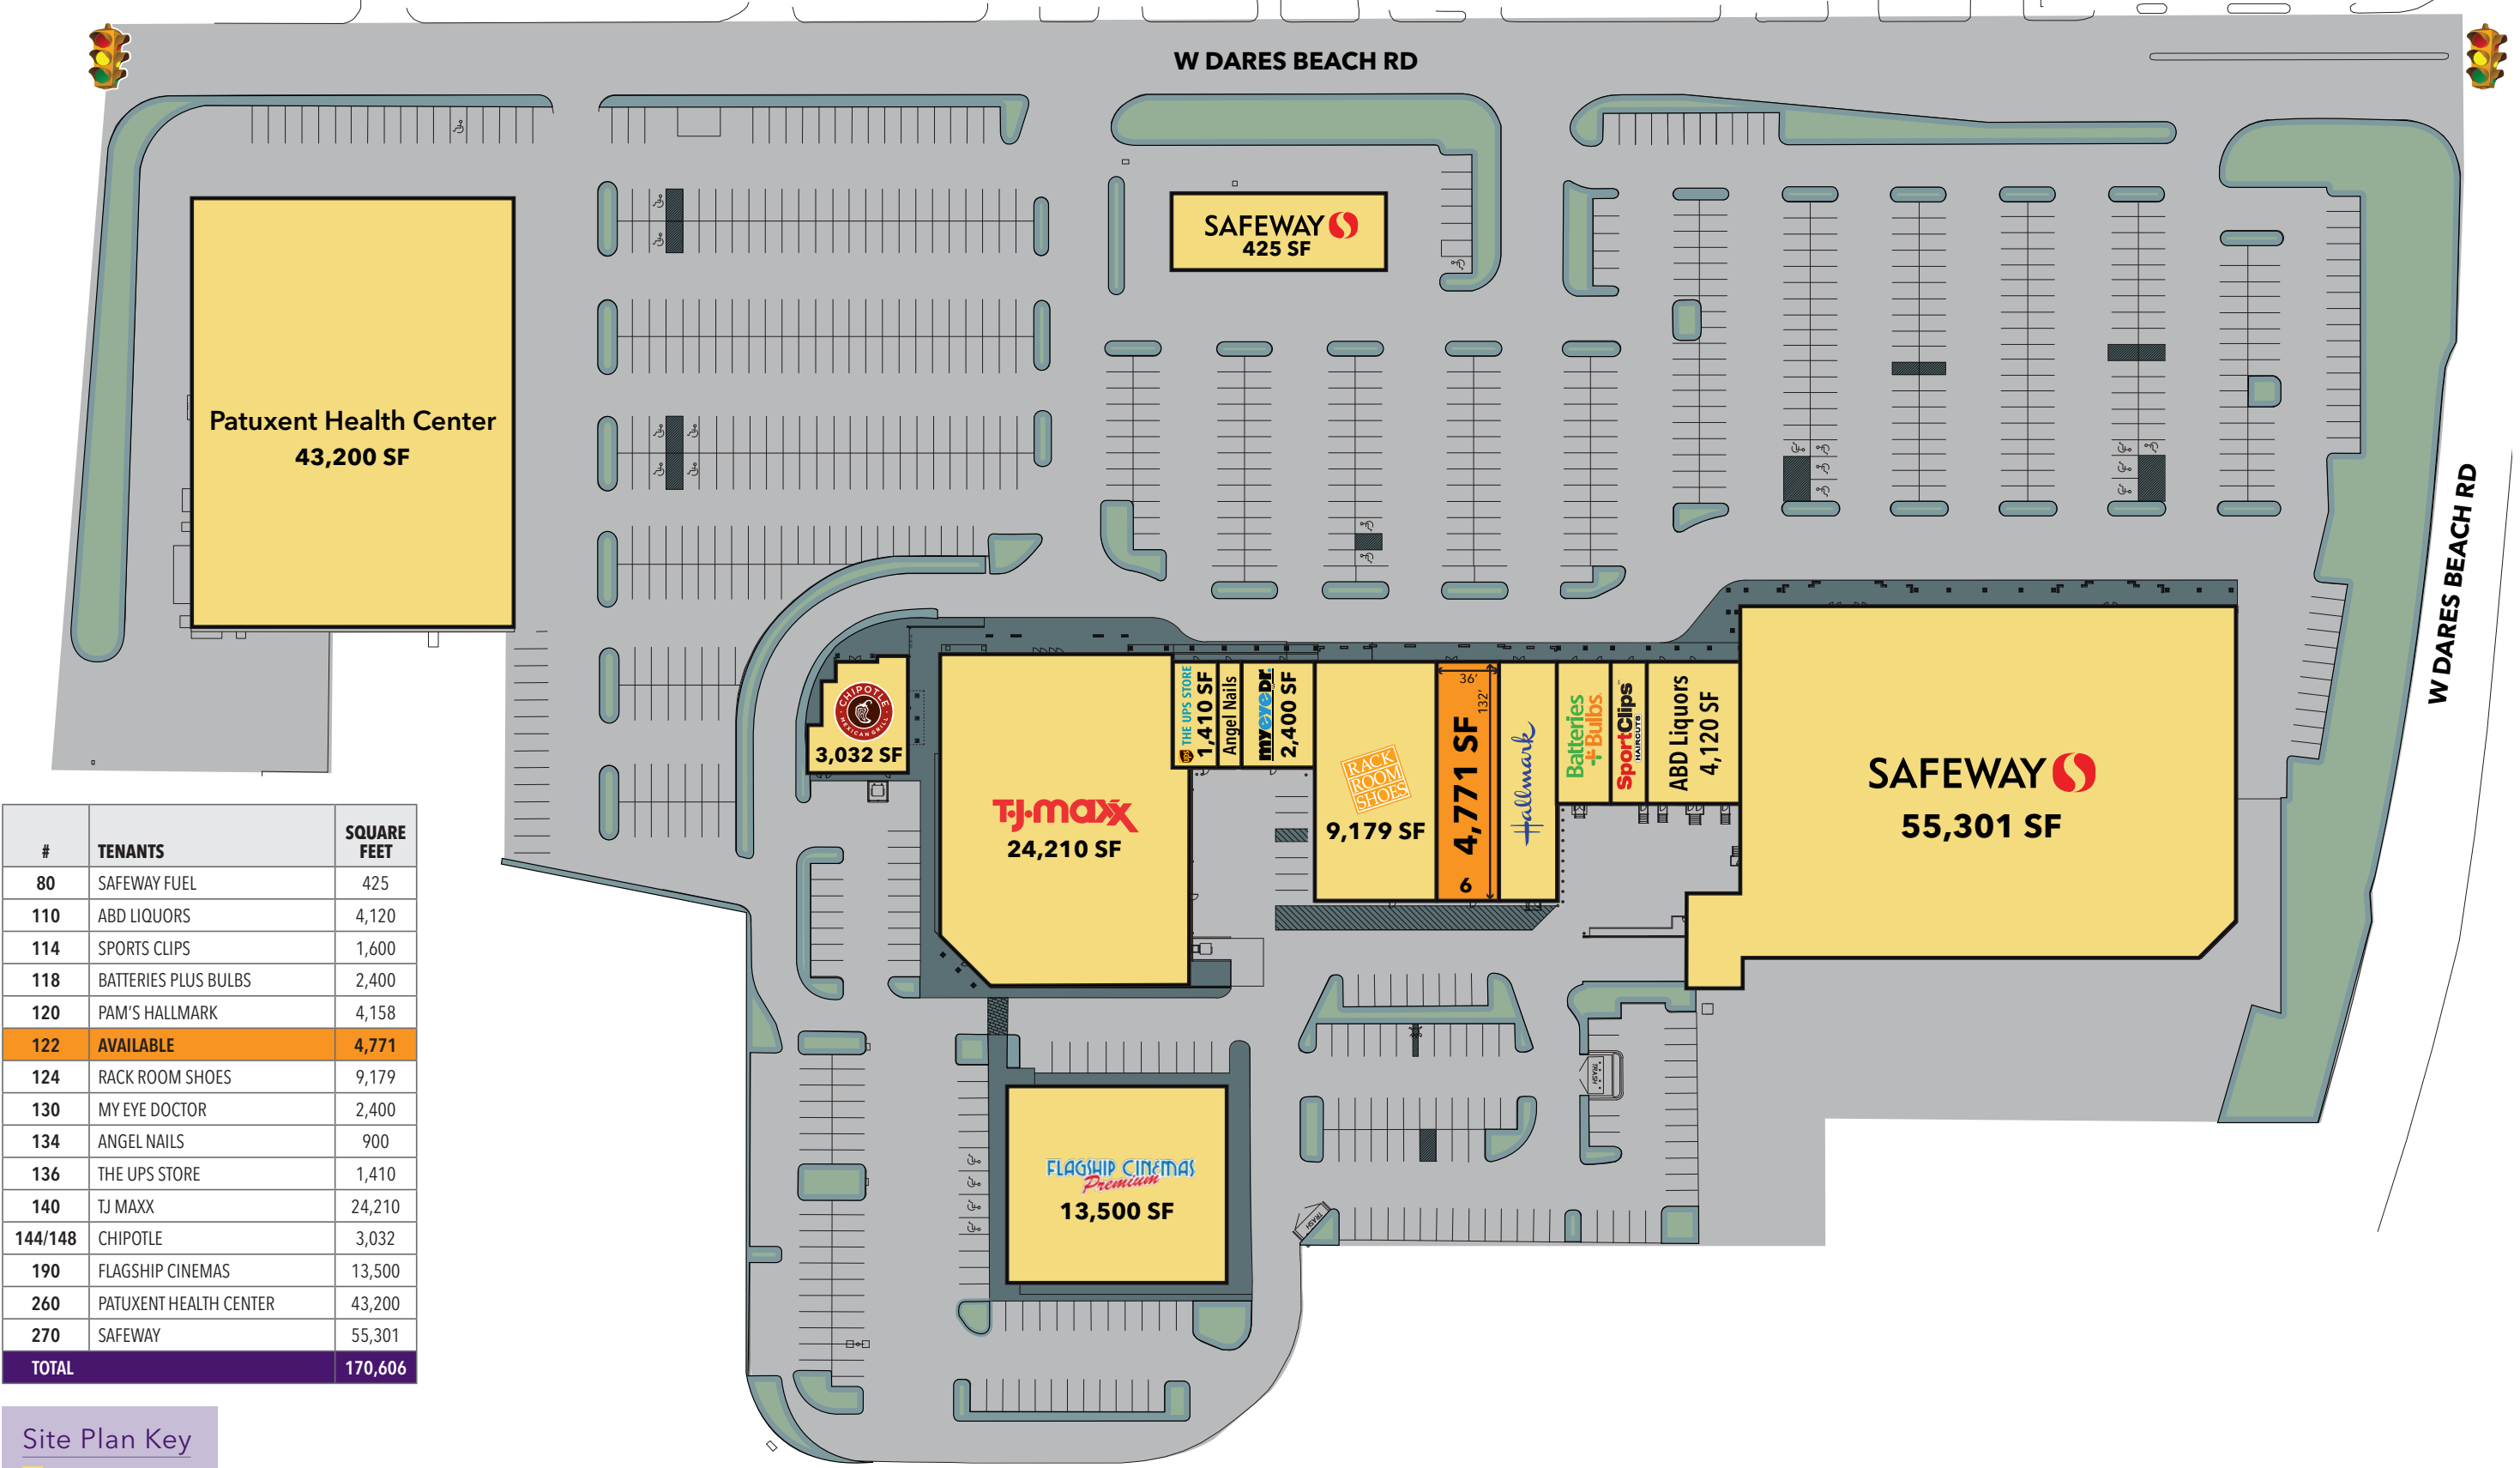 W DARES BEACH RD
SAFEWAY
425 SF
Patuxent Health Center
43,200 SF
W DARES BEACH RD
CHIPOTLE
MEXICAN GRILL
3,032 SF
T·J·maxx
24,210 SF
ups THE UPS STORE
1,410 SF
Angel Nails
myeyedr.
2,400 SF
RACK
ROOM
SHOES
9,179 SF
36'
132'
4,771 SF
6
Hallmark
Batteries
+Bulbs
SportClips
HAIRCUTS
ABD Liquors
4,120 SF
SAFEWAY
55,301 SF
FLAGSHIP CINEMAS
Premium
13,500 SF
TRASH
TRASH
# TENANTS SQUARE
FEET
80 SAFEWAY FUEL 425
110 ABD LIQUORS 4,120
114 SPORTS CLIPS 1,600
118 BATTERIES PLUS BULBS 2,400
120 PAM'S HALLMARK 4,158
122 AVAILABLE 4,771
124 RACK ROOM SHOES 9,179
130 MY EYE DOCTOR 2,400
134 ANGEL NAILS 900
136 THE UPS STORE 1,410
140 TJ MAXX 24,210
144/148 CHIPOTLE 3,032
190 FLAGSHIP CINEMAS 13,500
260 PATUXENT HEALTH CENTER 43,200
270 SAFEWAY 55,301
TOTAL 170,606
Site Plan Key